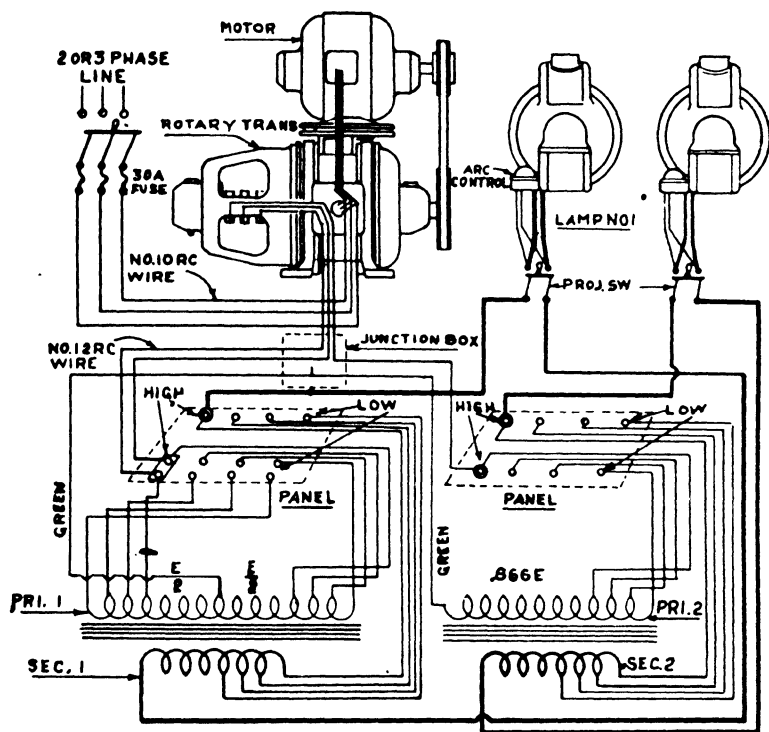 MOTOR
2 OR 3 PHASE
LINE
ROTARY TRANS
30A
FUSE
ARC
CONTROL
LAMP NO1
NO.10 RC
WIRE
PROJ. SW
NO.12 RC
WIRE
JUNCTION BOX
HIGH
LOW
HIGH
LOW
PANEL
PANEL
GREEN
GREEN
E
E
866E
PRI. 1
PRI. 2
SEC. 1
SEC. 2